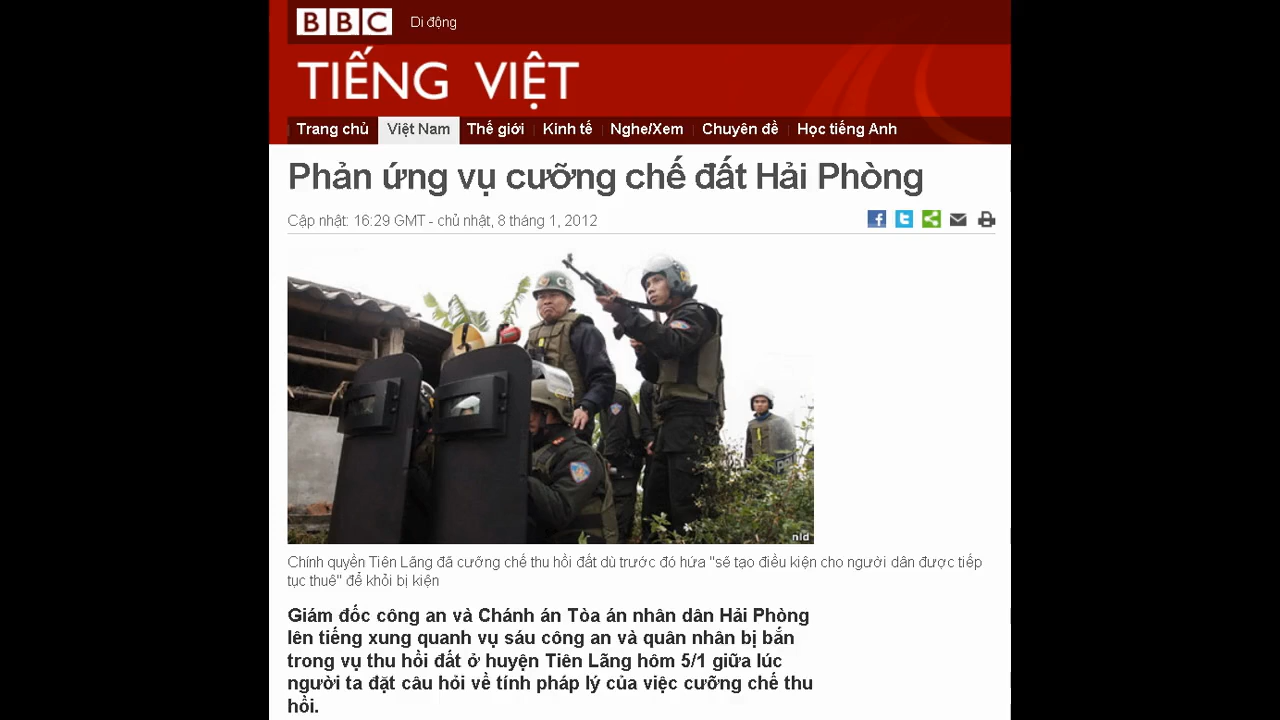 BBC Di động
TIẾNG VIỆT
Trang chủ Việt Nam Thế giới Kinh tế Nghe/Xem Chuyên đề Học tiếng Anh
Phản ứng vụ cưỡng chế đất Hải Phòng
Cập nhật: 16:29 GMT - chủ nhật, 8 tháng 1, 2012
nld
Chính quyền Tiên Lãng đã cưỡng chế thu hồi đất dù trước đó hứa "sẽ tạo điều kiện cho người dân được tiếp
tục thuê" để khỏi bị kiện
Giám đốc công an và Chánh án Tòa án nhân dân Hải Phòng
lên tiếng xung quanh vụ sáu công an và quân nhân bị bắn
trong vụ thu hồi đất ở huyện Tiên Lãng hôm 5/1 giữa lúc
người ta đặt câu hỏi về tính pháp lý của việc cưỡng chế thu
hồi.